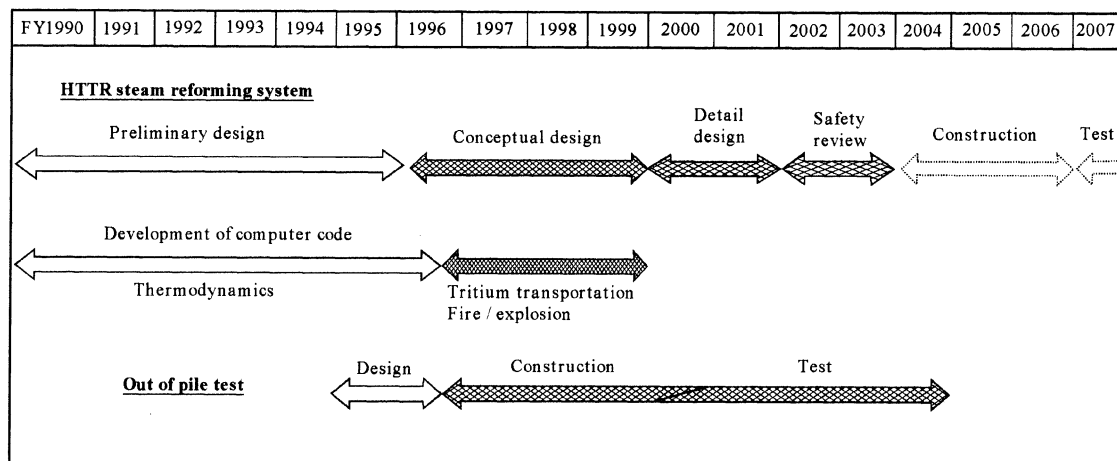 FY1990 1991 1992 1993 1994 1995 1996 1997 1998 1999 2000 2001 2002 2003 2004 2005 2006 2007
HTTR steam reforming system
Preliminary design
Conceptual design
Detail
design
Safety
review
Construction
Test
Development of computer code
Thermodynamics
Tritium transportation
Fire / explosion
Out of pile test
Design
Construction
Test